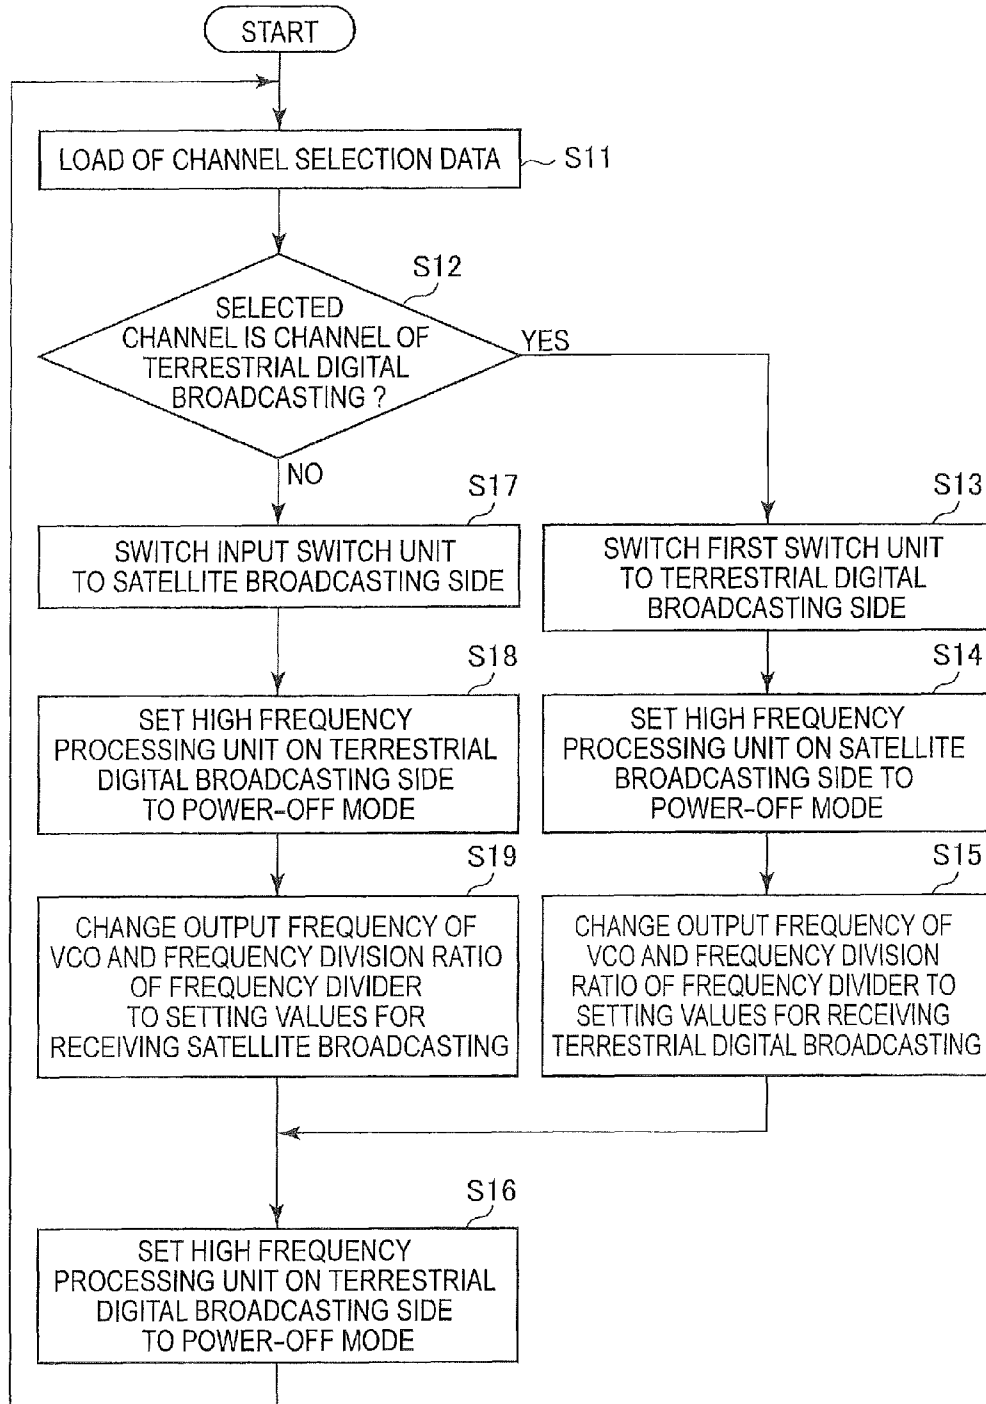 START
LOAD OF CHANNEL SELECTION DATA
S11
S12
SELECTED
CHANNEL IS CHANNEL OF
TERRESTRIAL DIGITAL
BROADCASTING ?
YES
NO
S17
SWITCH INPUT SWITCH UNIT
TO SATELLITE BROADCASTING SIDE
S13
SWITCH FIRST SWITCH UNIT
TO TERRESTRIAL DIGITAL
BROADCASTING SIDE
S18
SET HIGH FREQUENCY
PROCESSING UNIT ON TERRESTRIAL
DIGITAL BROADCASTING SIDE
TO POWER-OFF MODE
S14
SET HIGH FREQUENCY
PROCESSING UNIT ON SATELLITE
BROADCASTING SIDE TO
POWER-OFF MODE
S19
CHANGE OUTPUT FREQUENCY OF
VCO AND FREQUENCY DIVISION RATIO
OF FREQUENCY DIVIDER
TO SETTING VALUES FOR
RECEIVING SATELLITE BROADCASTING
S15
CHANGE OUTPUT FREQUENCY OF
VCO AND FREQUENCY DIVISION
RATIO OF FREQUENCY DIVIDER TO
SETTING VALUES FOR RECEIVING
TERRESTRIAL DIGITAL BROADCASTING
S16
SET HIGH FREQUENCY
PROCESSING UNIT ON TERRESTRIAL
DIGITAL BROADCASTING SIDE
TO POWER-OFF MODE